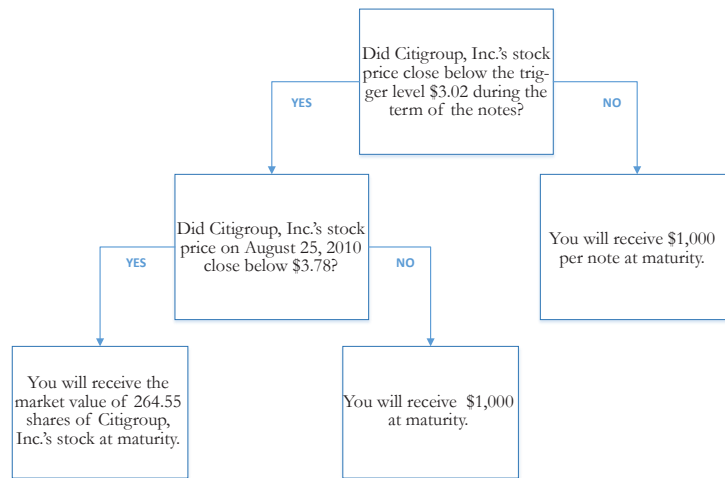 Did Citigroup, Inc.'s stock
price close below the trig-
ger level $3.02 during the
term of the notes?
YES
NO
Did Citigroup, Inc.'s stock
price on August 25, 2010
close below $3.78?
You will receive $1,000
per note at maturity.
YES
NO
You will receive the
market value of 264.55
shares of Citigroup,
Inc.'s stock at maturity.
You will receive $1,000
at maturity.